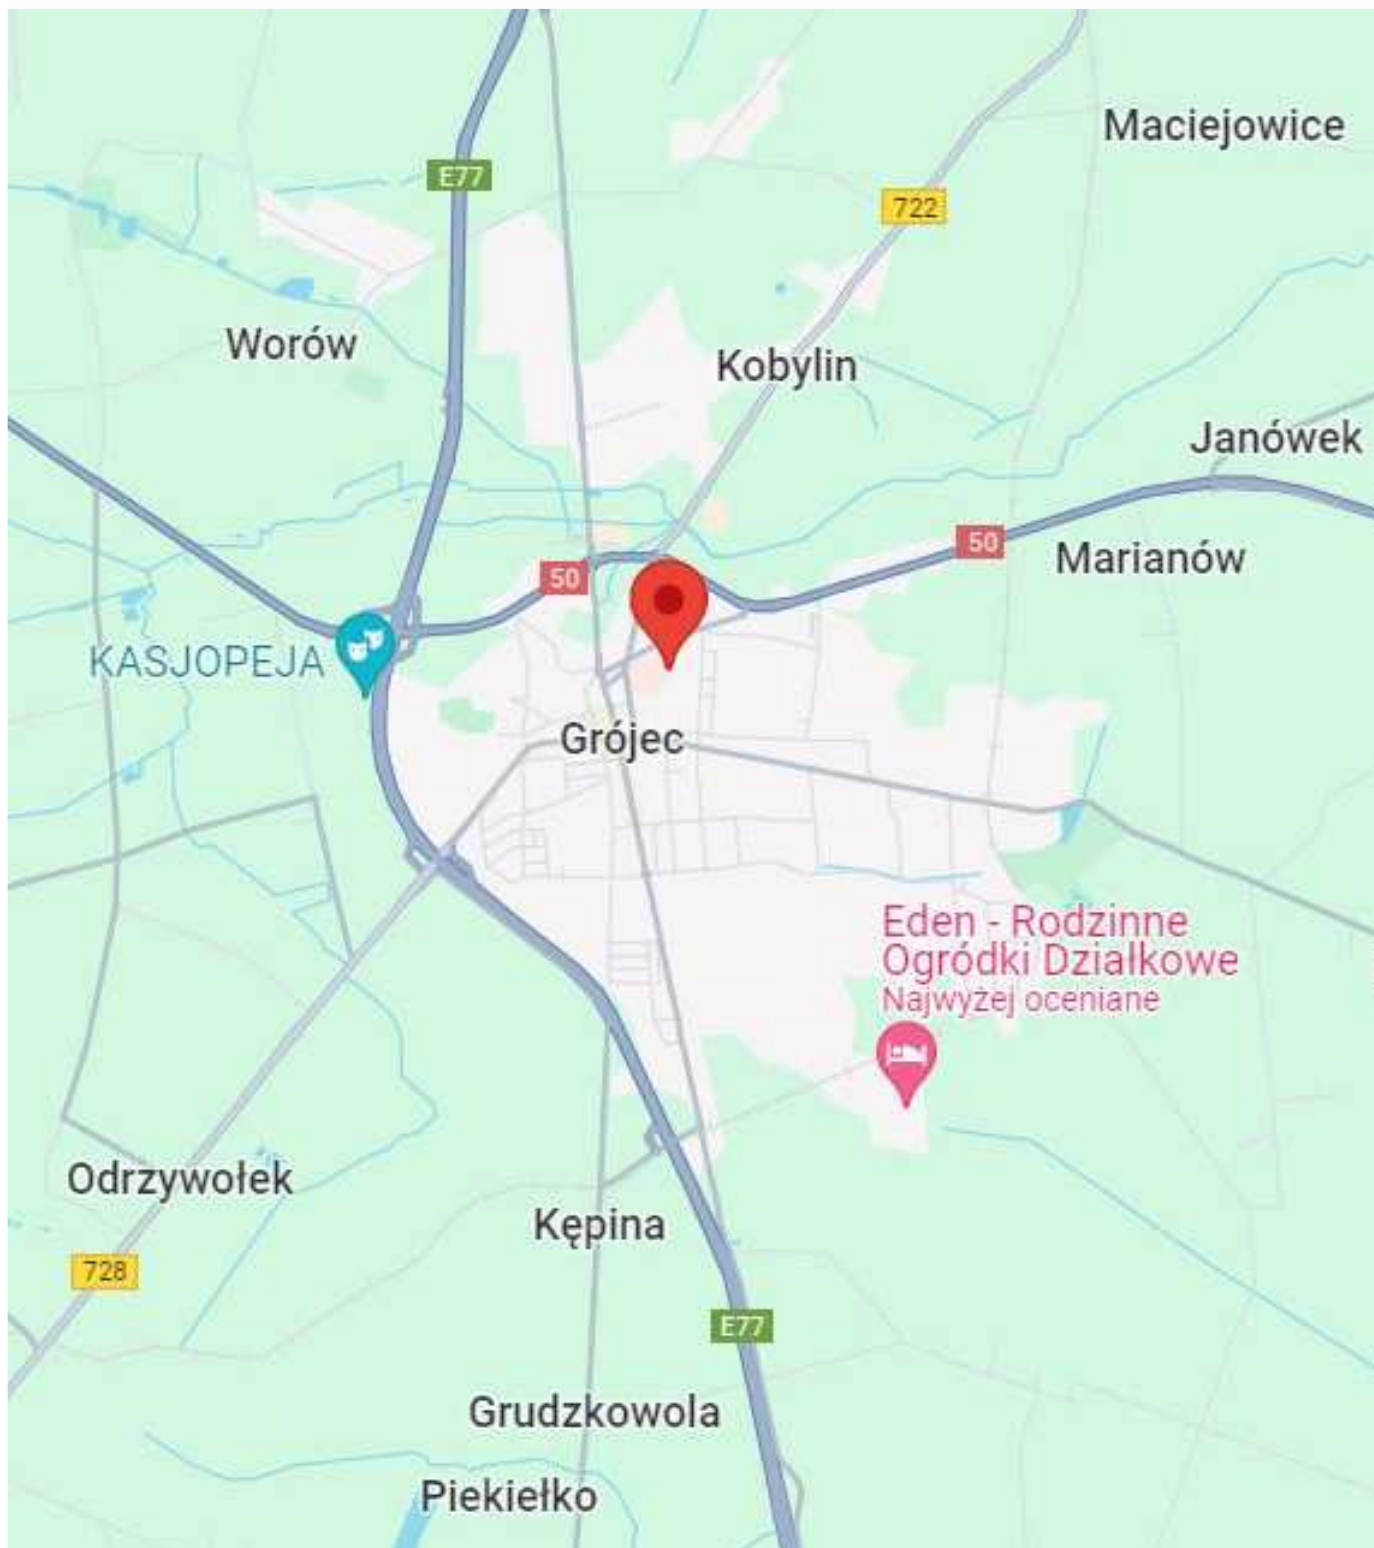 Maciejowice
E77
722
Worów
Kobylin
Janówek
50
Marianów
50
KASJOPEJA
Grójec
Eden - Rodzinne
Ogródki Działkowe
Najwyżej oceniane
Odrzywołek
Kępina
728
E77
Grudzkowola
Piekiełko